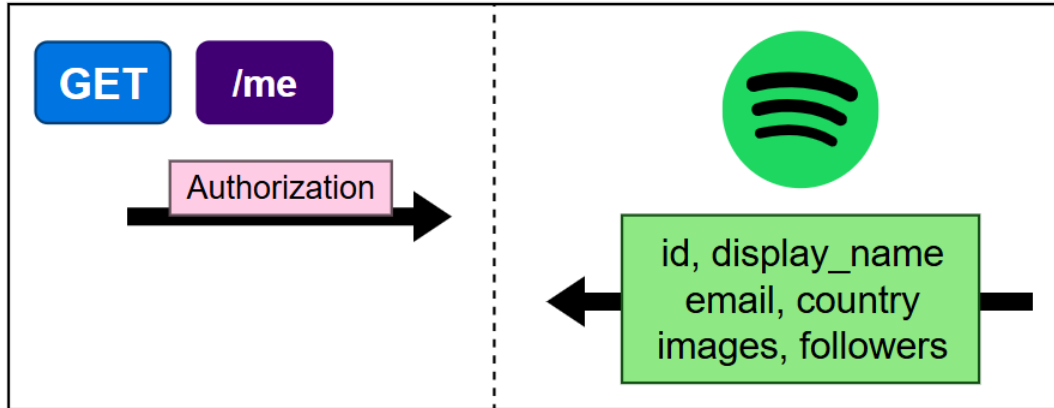 GET
/me
Authorization
id, display_name
email, country
images, followers